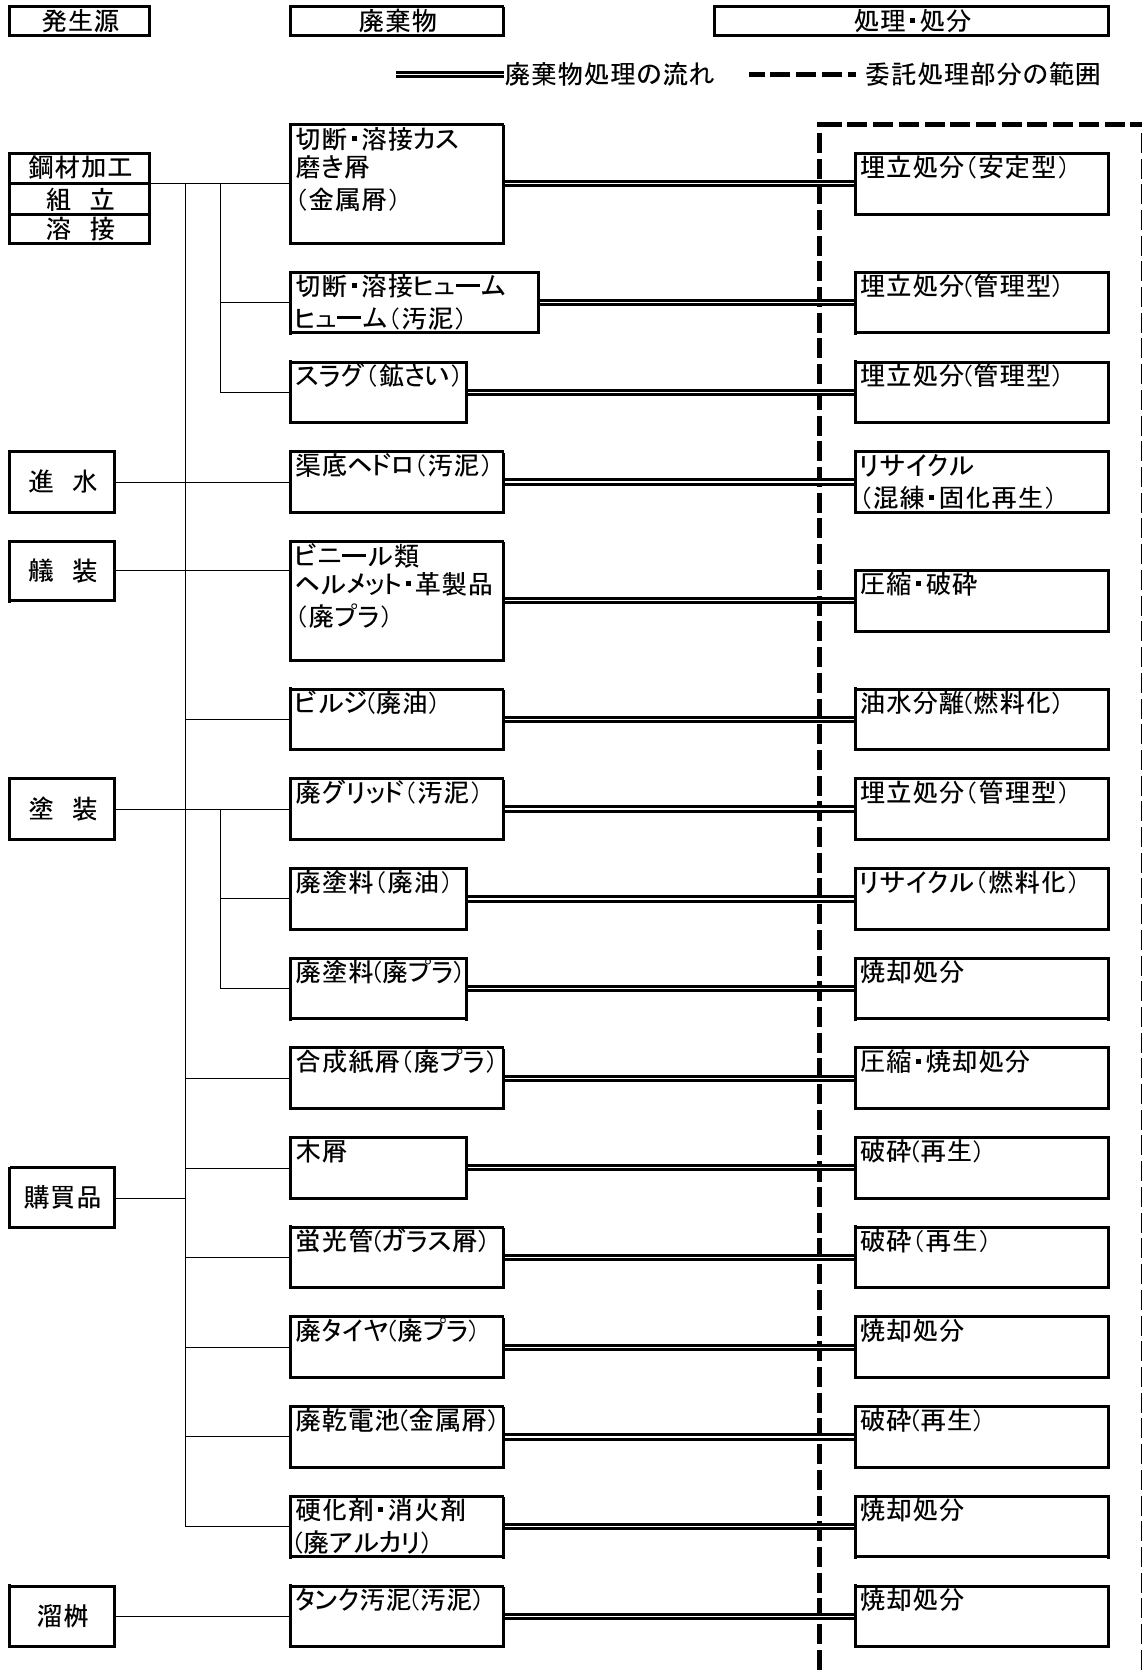 発生源 廃棄物 処理・処分
廃棄物処理の流れ 委託処理部分の範囲
鋼材加工
組 立
溶 接
切断・溶接カス
磨き屑
(金属屑)
埋立処分(安定型)
切断・溶接ヒューム
ヒューム(汚泥)
埋立処分(管理型)
スラグ(鉱さい)
埋立処分(管理型)
進 水
渠底ヘドロ(汚泥)
リサイクル
(混練・固化再生)
艤 装
ビニール類
ヘルメット・革製品
(廃プラ)
圧縮・破砕
ビルジ(廃油)
油水分離(燃料化)
塗 装
廃グリッド(汚泥)
埋立処分(管理型)
廃塗料(廃油)
リサイクル(燃料化)
廃塗料(廃プラ)
焼却処分
合成紙屑(廃プラ)
圧縮・焼却処分
購買品
木屑
破砕(再生)
蛍光管(ガラス屑)
破砕(再生)
廃タイヤ(廃プラ)
焼却処分
廃乾電池(金属屑)
破砕(再生)
硬化剤・消火剤
(廃アルカリ)
焼却処分
溜桝
タンク汚泥(汚泥)
焼却処分